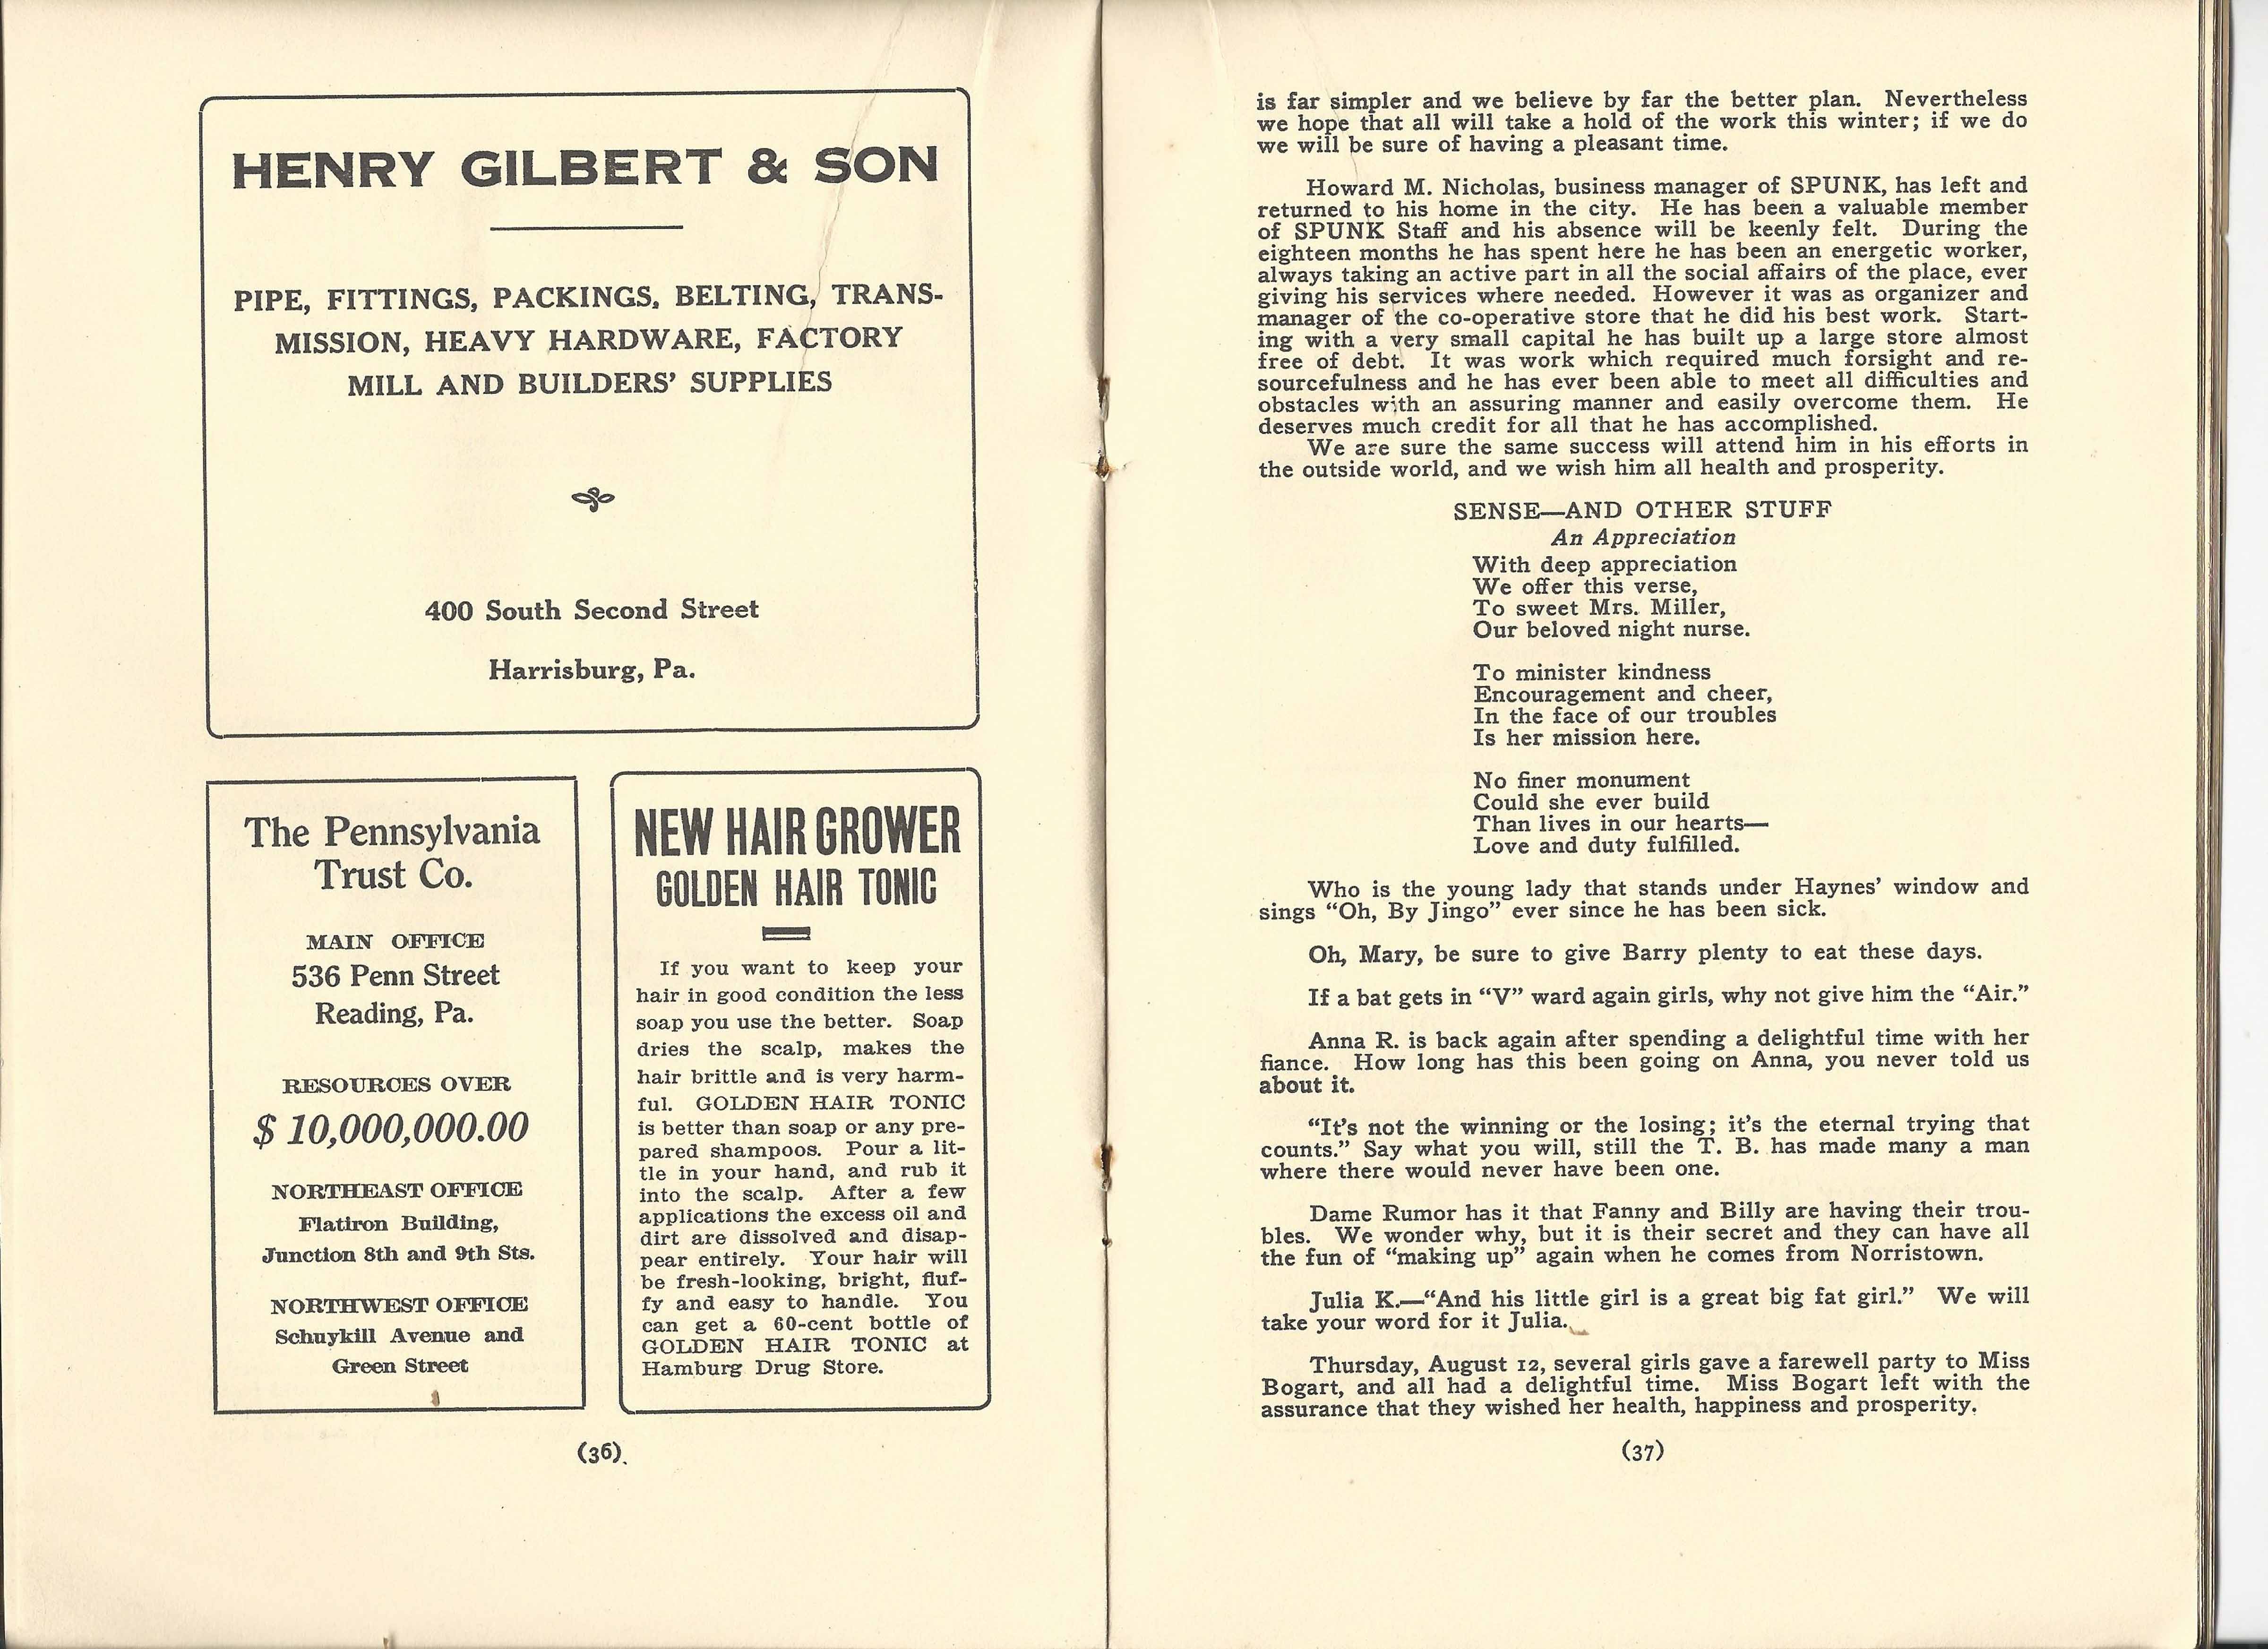 HENRY GILBERT & SON
PIPE, FITTINGS, PACKINGS, BELTING, TRANS-
MISSION, HEAVY HARDWARE, FACTORY
MILL AND BUILDERS' SUPPLIES
400 South Second Street
Harrisburg, Pa.
The Pennsylvania
Trust Co.
MAIN OFFICE
536 Penn Street
Reading, Pa.
RESOURCES OVER
$ 10,000,000.00
NORTHEAST OFFICE
Flatiron Building,
Junction 8th and 9th Sts.
NORTHWEST OFFICE
Schuykill Avenue and
Green Street
NEW HAIR GROWER
GOLDEN HAIR TONIC
If you want to keep your
hair in good condition the less
soap you use the better. Soap
dries the scalp, makes the
hair brittle and is very harm-
ful. GOLDEN HAIR TONIC
is better than soap or any pre-
pared shampoos. Pour a lit-
tle in your hand, and rub it
into the scalp. After a few
applications the excess oil and
dirt are dissolved and disap-
pear entirely. Your hair will
be fresh-looking, bright, fluf-
fy and easy to handle. You
can get a 60-cent bottle of
GOLDEN HAIR TONIC at
Hamburg Drug Store.
(36)
is far simpler and we believe by far the better plan. Nevertheless
we hope that all will take a hold of the work this winter; if we do
we will be sure of having a pleasant time.
Howard M. Nicholas, business manager of SPUNK, has left and
returned to his home in the city. He has been a valuable member
of SPUNK Staff and his absence will be keenly felt. During the
eighteen months he has spent here he has been an energetic worker,
always taking an active part in all the social affairs of the place, ever
giving his services where needed. However it was as organizer and
manager of the co-operative store that he did his best work. Start-
ing with a very small capital he has built up a large store almost
free of debt. It was work which required much forsight and re-
sourcefulness and he has ever been able to meet all difficulties and
obstacles with an assuring manner and easily overcome them. He
deserves much credit for all that he has accomplished.
We are sure the same success will attend him in his efforts in
the outside world, and we wish him all health and prosperity.
SENSE—AND OTHER STUFF
An Appreciation
With deep appreciation
We offer this verse,
To sweet Mrs. Miller,
Our beloved night nurse.
To minister kindness
Encouragement and cheer,
In the face of our troubles
Is her mission here.
No finer monument
Could she ever build
Than lives in our hearts—
Love and duty fulfilled.
Who is the young lady that stands under Haynes' window and
sings "Oh, By Jingo" ever since he has been sick.
Oh, Mary, be sure to give Barry plenty to eat these days.
If a bat gets in "V" ward again girls, why not give him the "Air."
Anna R. is back again after spending a delightful time with her
fiance. How long has this been going on Anna, you never told us
about it.
"It's not the winning or the losing; it's the eternal trying that
counts." Say what you will, still the T. B. has made many a man
where there would never have been one.
Dame Rumor has it that Fanny and Billy are having their trou-
bles. We wonder why, but it is their secret and they can have all
the fun of "making up" again when he comes from Norristown.
Julia K.—"And his little girl is a great big fat girl." We will
take your word for it Julia.
Thursday, August 12, several girls gave a farewell party to Miss
Bogart, and all had a delightful time. Miss Bogart left with the
assurance that they wished her health, happiness and prosperity.
(37)